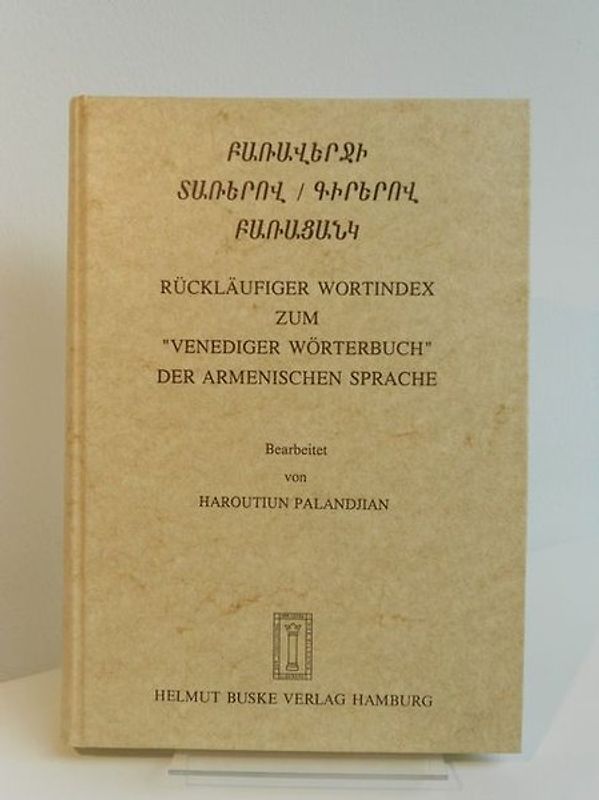 ԲԱՌԱՎԵՐՋԻ
ՏԱՌԵՐՈՎ / ԳԻՐԵՐՈՎ
ԲԱՌԱՑԱՆԿ
RÜCKLÄUFIGER WORTINDEX
ZUM
"VENEDIGER WÖRTERBUCH"
DER ARMENISCHEN SPRACHE
Bearbeitet
von
HAROUTIUN PALANDJIAN
HELMUT BUSKE VERLAG HAMBURG